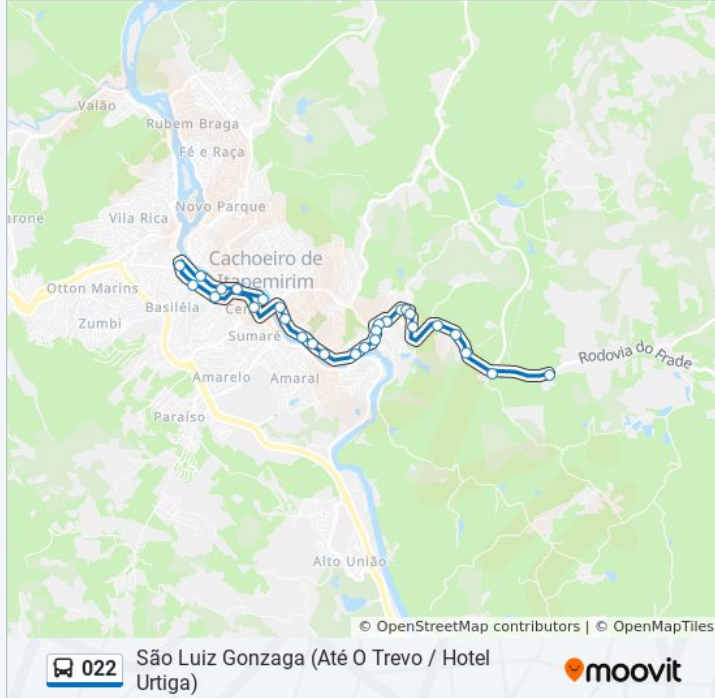 Valão
Rubem Braga
Fé e Raça
arone
Vila Rica
Novo Parque
Cachoeiro de
Itapemirim
Otton Marins
Basiléia
Ce
Zumbi
Sumaré
Rodovia do Frade
Amarelo
Amaral
Paraíso
Alto União
© OpenStreetMap contributors | © OpenMapTiles
022
São Luiz Gonzaga (Até O Trevo / Hotel
Urtiga)
moovit